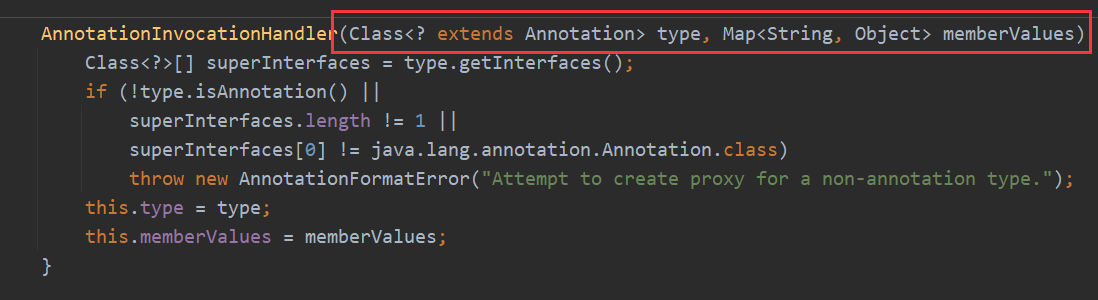 AnnotationInvocationHandler(Class<? extends Annotation> type, Map<String, Object> memberValues)
Class<?>[] superInterfaces = type.getInterfaces();
if (!type.isAnnotation() ||
superInterfaces.length != 1 ||
superInterfaces[0] != java.lang.annotation.Annotation.class)
throw new AnnotationFormatError("Attempt to create proxy for a non-annotation type.");
this.type = type;
this.memberValues = memberValues;
}